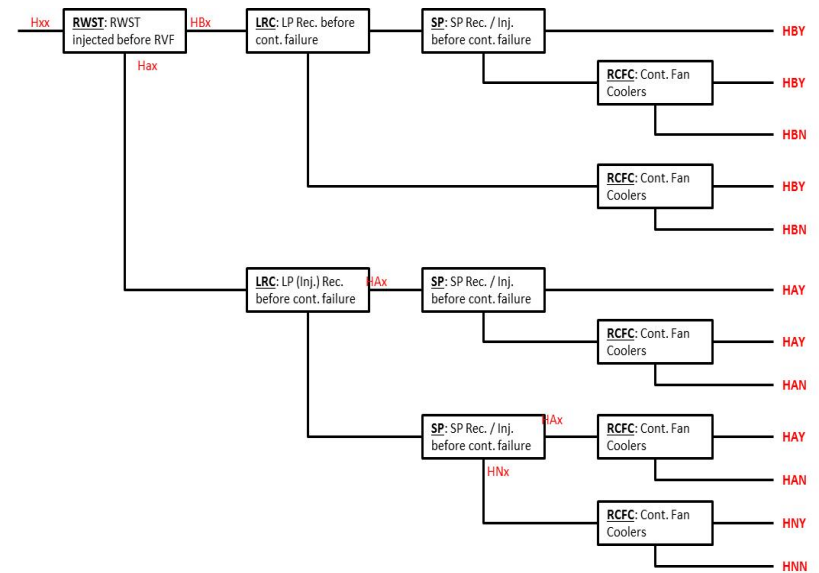 Hxx
RWST: RWST
injected before RVF
HBx
LRC: LP Rec. before
cont. failure
SP: SP Rec. / Inj.
before cont. failure
HBY
Hax
RCFC: Cont. Fan
Coolers
HBY
HBN
RCFC: Cont. Fan
Coolers
HBY
HBN
LRC: LP (Inj.) Rec.
before cont. failure
HAx
SP: SP Rec. / Inj.
before cont. failure
HAY
RCFC: Cont. Fan
Coolers
HAY
HAN
SP: SP Rec. / Inj.
before cont. failure
HAx
RCFC: Cont. Fan
Coolers
HAY
HNx
HAN
RCFC: Cont. Fan
Coolers
HNY
HNN